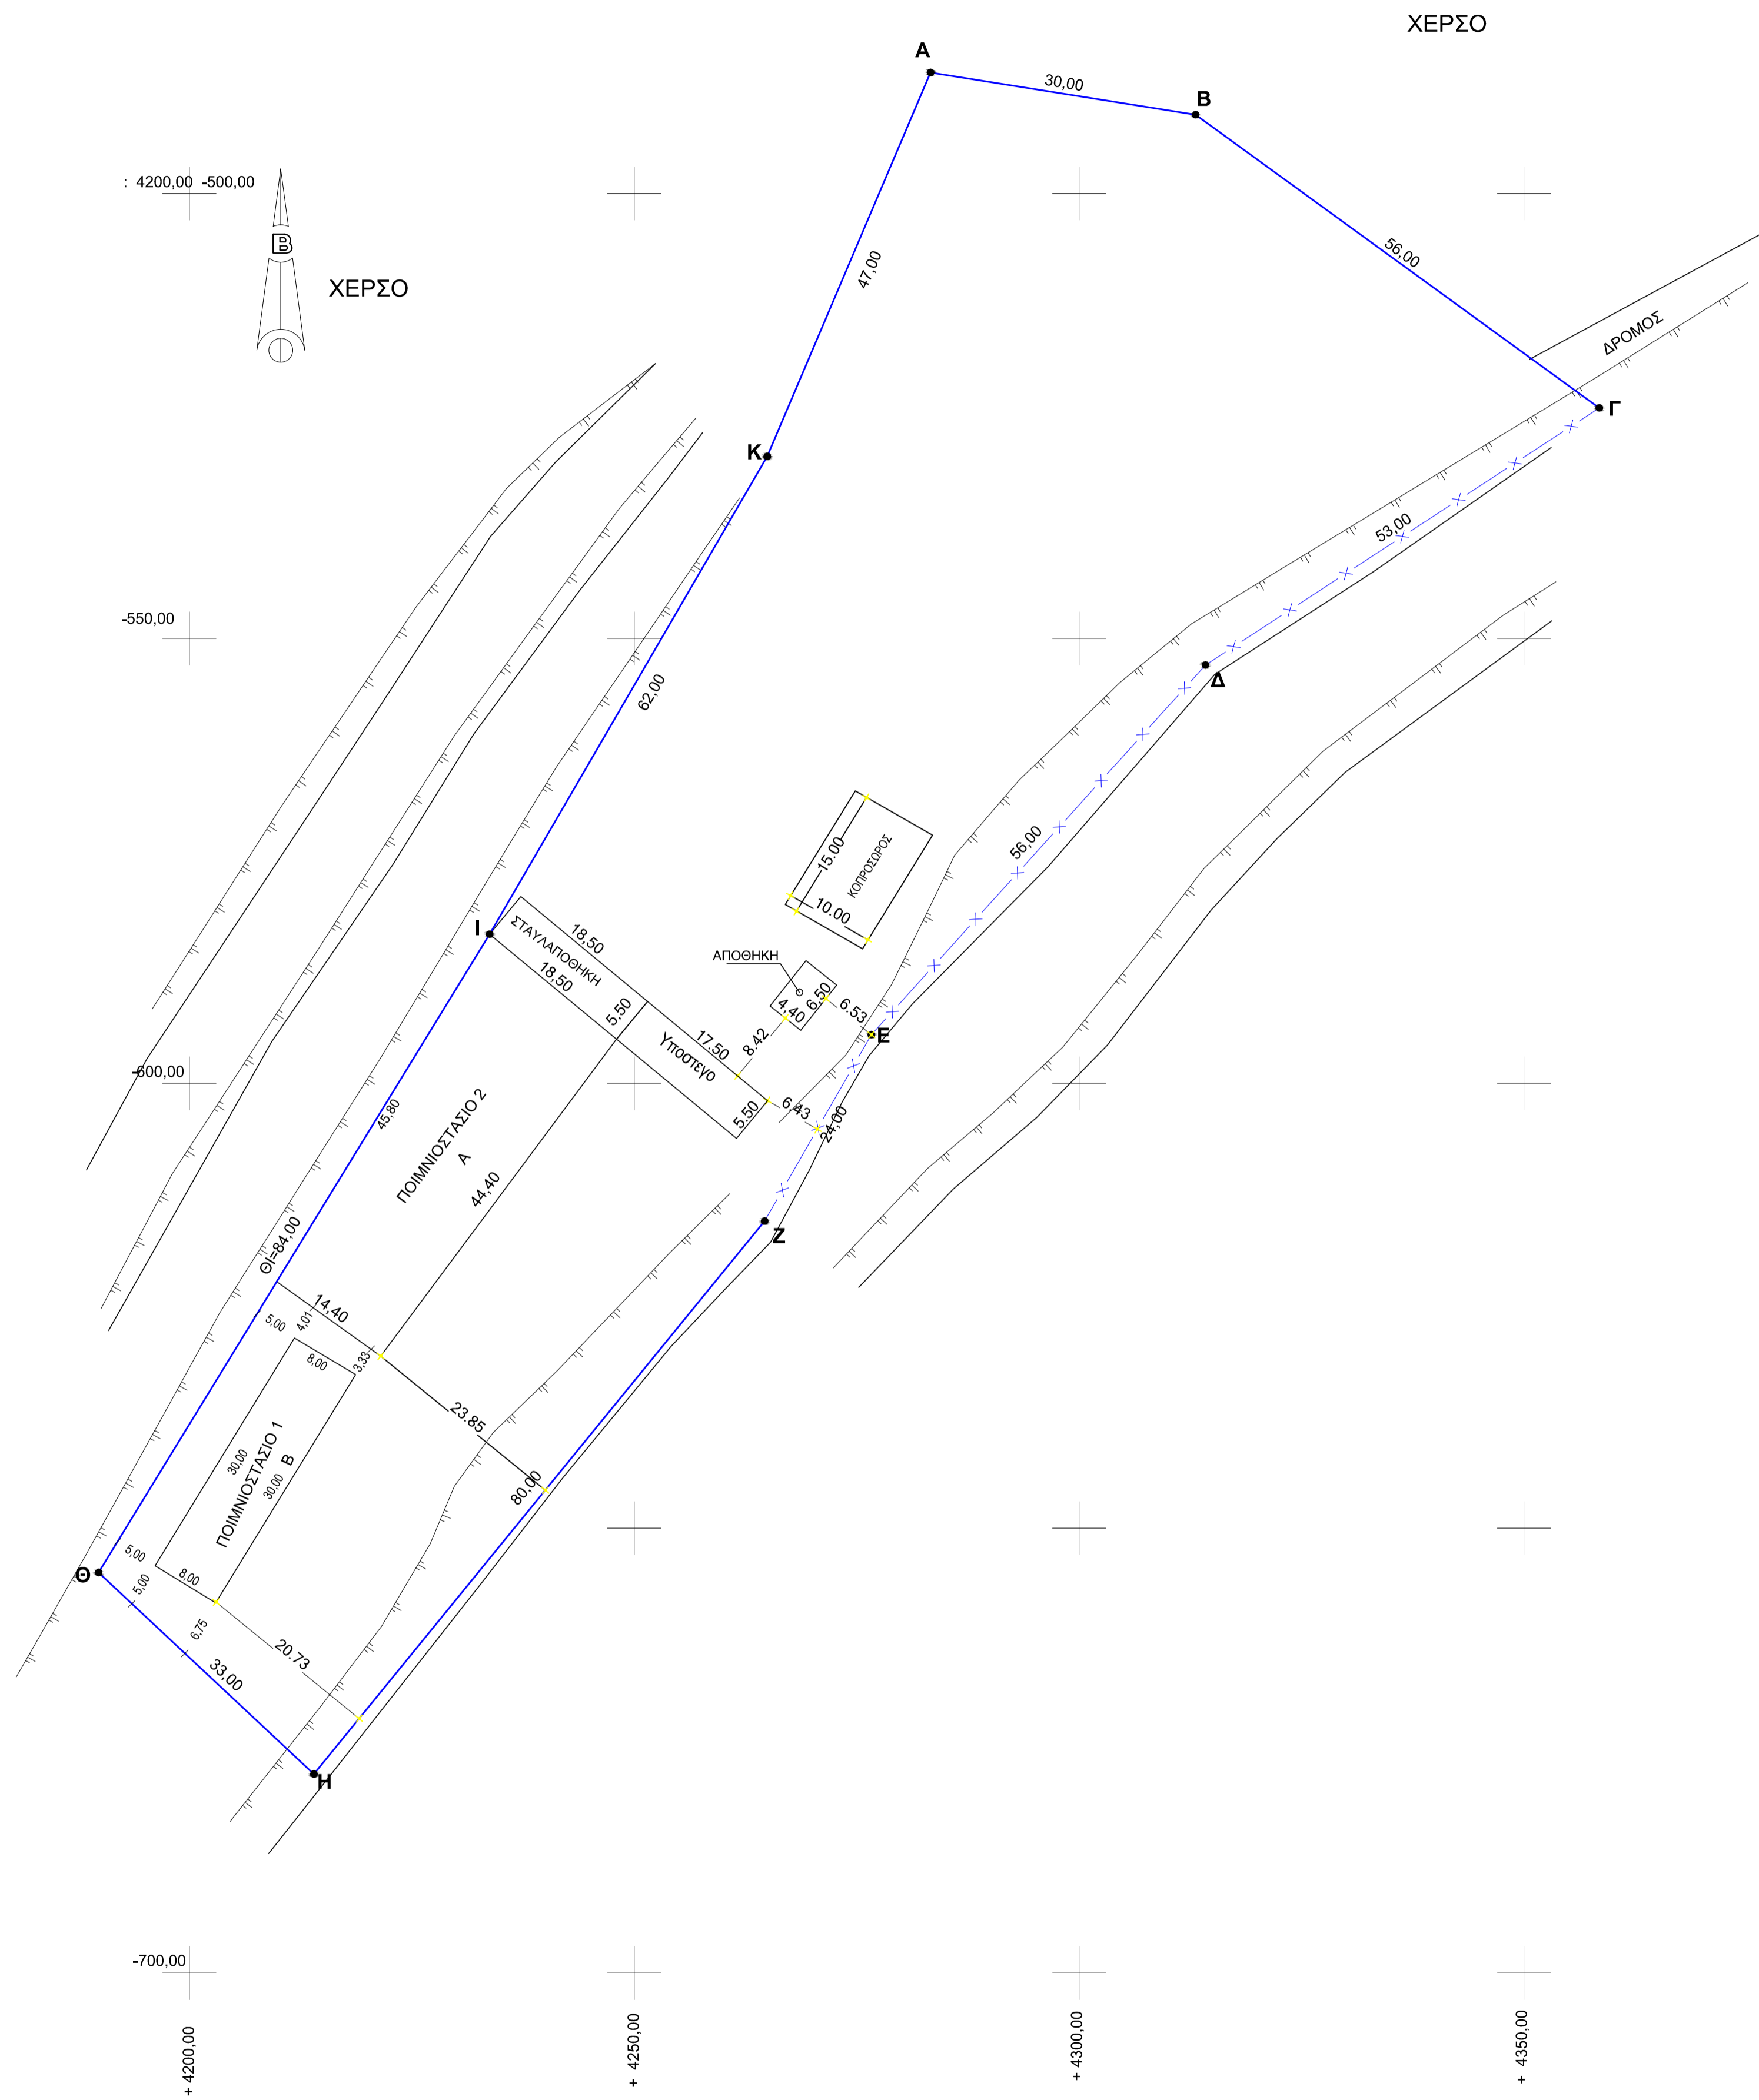 ΧΕΡΣΟ
Α
30,00
Β
: 4200,00 -500,00
Β
ΧΕΡΣΟ
47,00
56,00
ΔΡΟΜΟΣ
Γ
Κ
53,00
-550,00
62,00
Δ
56,00
15.00
ΚΟΠΡΟΣΩΡΟΣ
10.00
Ι
ΣΤΑΥΛΑΠΟΘΗΚΗ
18,50
18,50
5,50
ΑΠΟΘΗΚΗ
4,40
6,50
6.53
Ε
8.42
17.50
Υποστεγο
5.50
6.43
24,00
-600,00
45,80
ΠΟΙΜΝΙΟΣΤΑΣΙΟ 2
Α
44,40
ΘΙ=84,00
Ζ
14,40
5,00
4,01
8,00
3,33
23.85
ΠΟΙΜΝΙΟΣΤΑΣΙΟ 1
Β
30,00
30,00
80,00
5,00
Θ
8,00
5,00
6,75
20.73
33,00
Η
-700,00
+ 4200,00
+ 4250,00
+ 4300,00
+ 4350,00